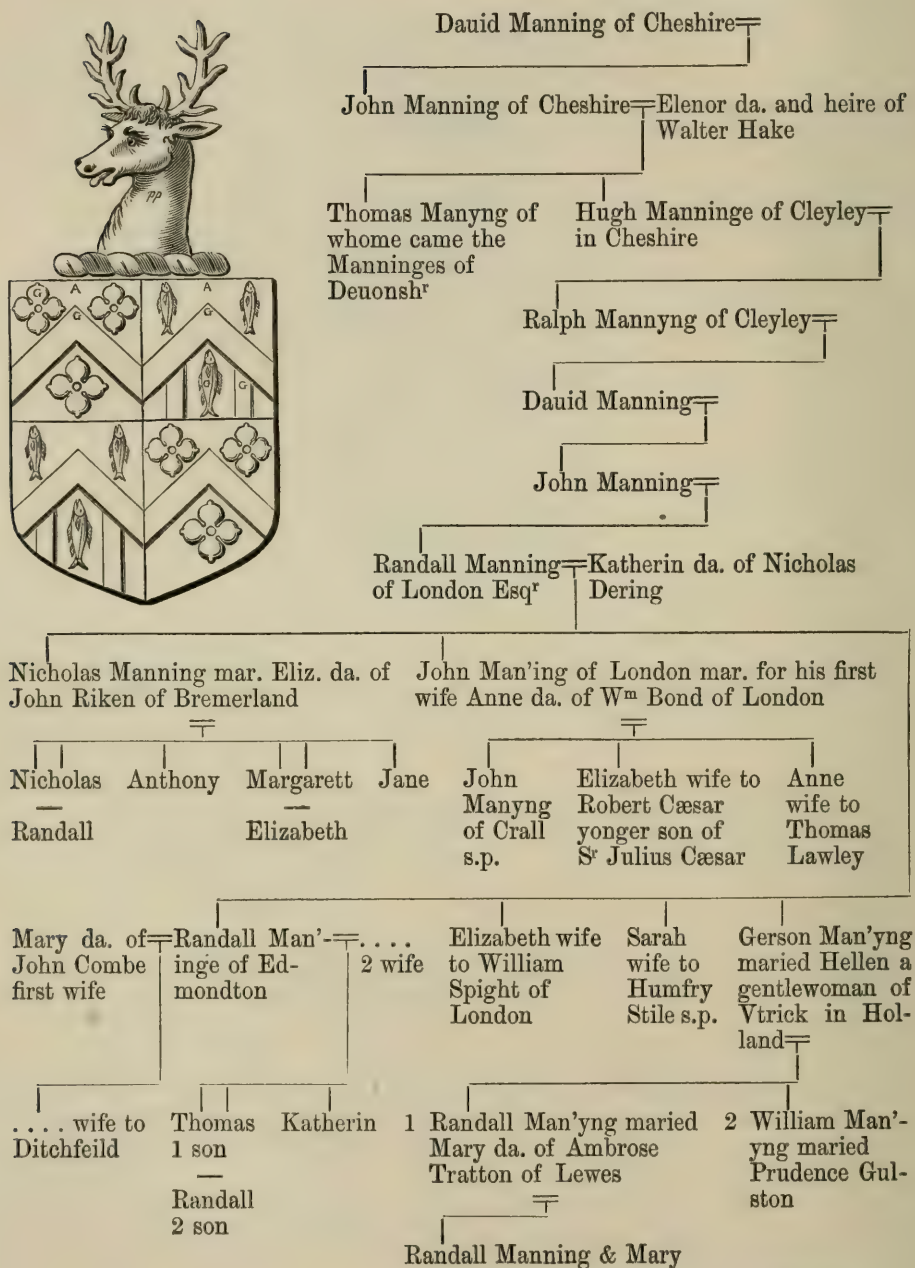 Dauid Manning of Cheshire
John Manning of Cheshire
Elenor da. and heire of
Walter Hake
Thomas Manyng of
whome came the
Manninges of
Deuonshʳ
Hugh Manninge of Cleyley
in Cheshire
PP
G A G
A G
G G
Ralph Mannyng of Cleyley
Dauid Manning
John Manning
Randall Manning
of London Esqʳ
Katherin da. of Nicholas
Dering
Nicholas Manning mar. Eliz. da. of
John Riken of Bremerland
John Man'ing of London mar. for his first
wife Anne da. of Wᵐ Bond of London
Nicholas
—
Randall
Anthony
Margarett
—
Elizabeth
Jane
John
Manyng
of Crall
s.p.
Elizabeth wife to
Robert Cæsar
yonger son of
Sʳ Julius Cæsar
Anne
wife to
Thomas
Lawley
Mary da. of
John Combe
first wife
Randall Man'-
inge of Ed-
mondton
. . . .
2 wife
Elizabeth wife
to William
Spight of
London
Sarah
wife to
Humfry
Stile s.p.
Gerson Man'yng
maried Hellen a
gentlewoman of
Vtrick in Hol-
land
. . . . wife to
Ditchfeild
Thomas
1 son
—
Randall
2 son
Katherin
1 Randall Man'yng maried
Mary da. of Ambrose
Tratton of Lewes
2 William Man'-
yng maried
Prudence Gul-
ston
Randall Manning & Mary